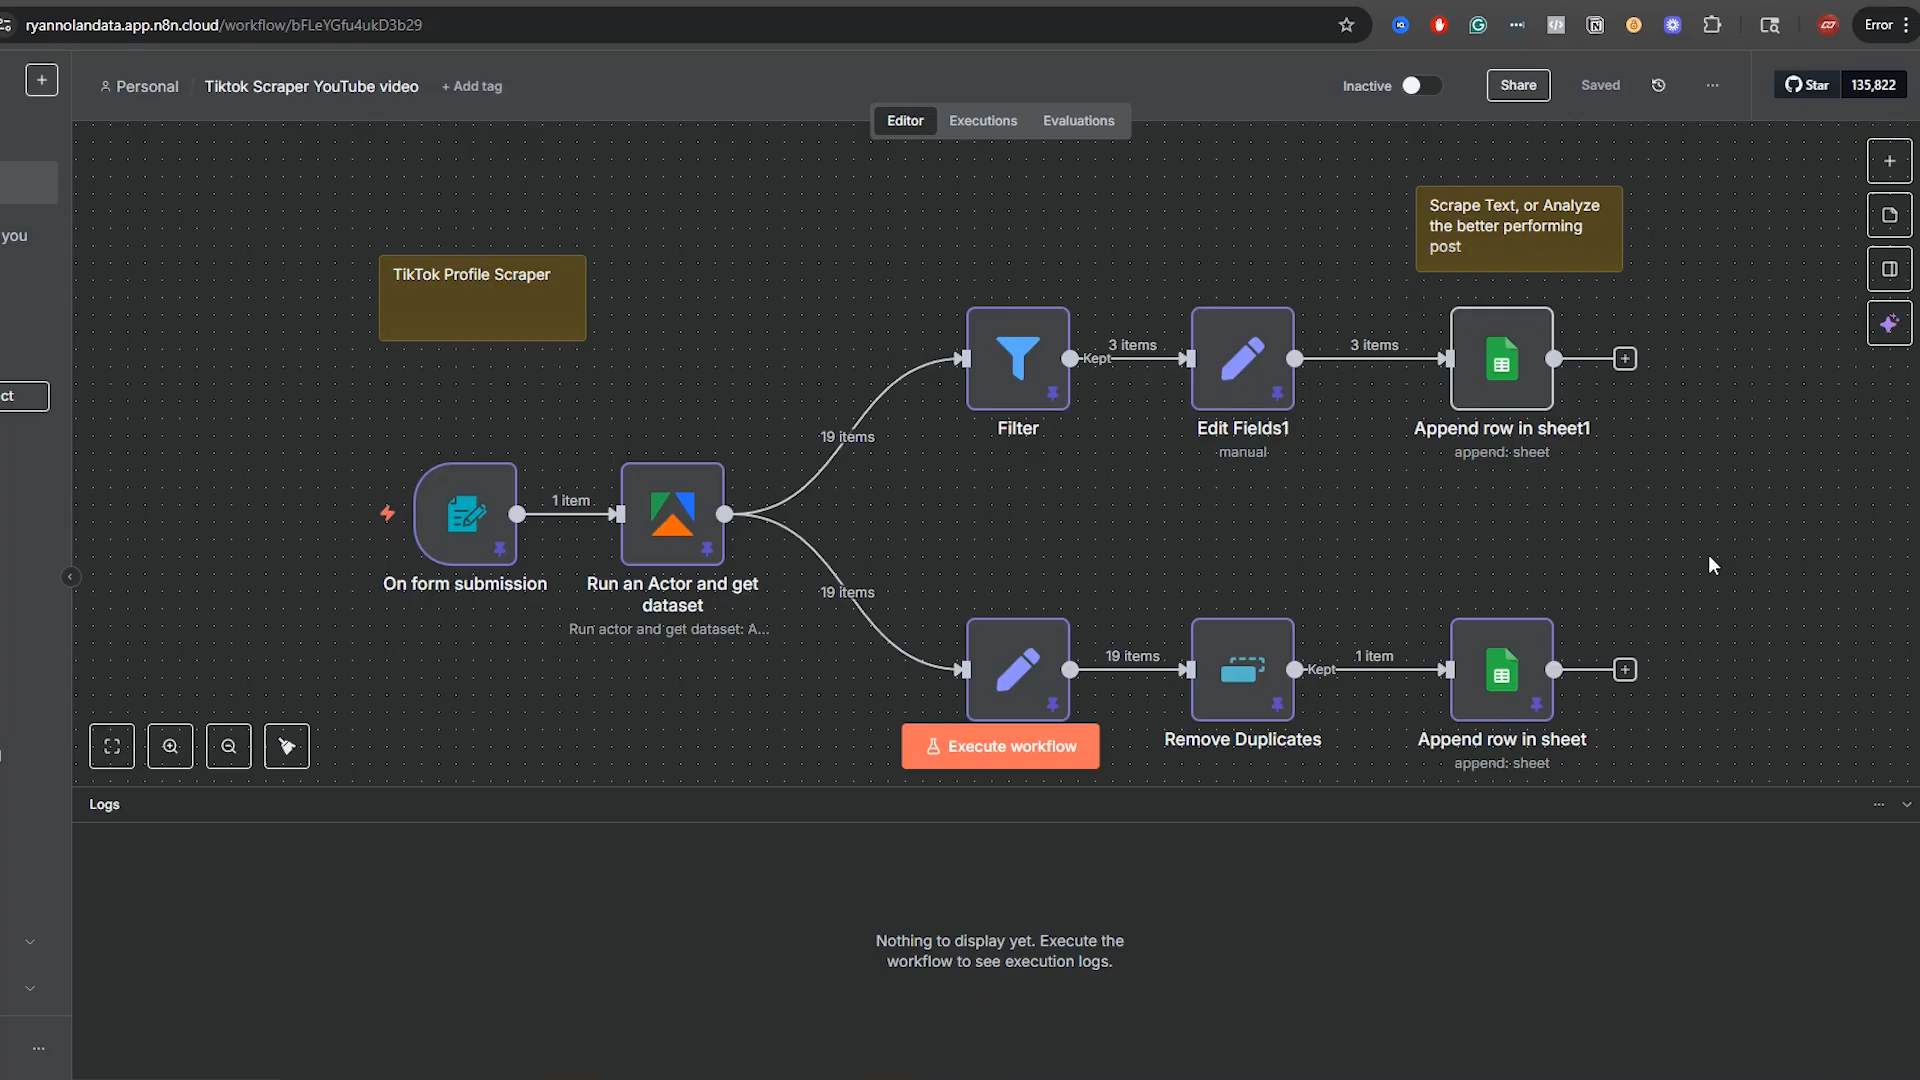 ryannolandata.app.n8n.cloud/workflow/bFLeYGfu4ukD3b29
Error
Personal / Tiktok Scraper YouTube video + Add tag
Inactive
Share
Saved
Star 135,822
Editor Executions Evaluations
you
ct
TikTok Profile Scraper
Scrape Text, or Analyze
the better performing
post
Kept
3 items
3 items
Filter
Edit Fields1
manual
Append row in sheet1
append: sheet
19 items
1 item
On form submission
Run an Actor and get
dataset
Run actor and get dataset: A...
19 items
19 items
Kept
1 item
Remove Duplicates
Append row in sheet
append: sheet
Execute workflow
Logs
Nothing to display yet. Execute the
workflow to see execution logs.